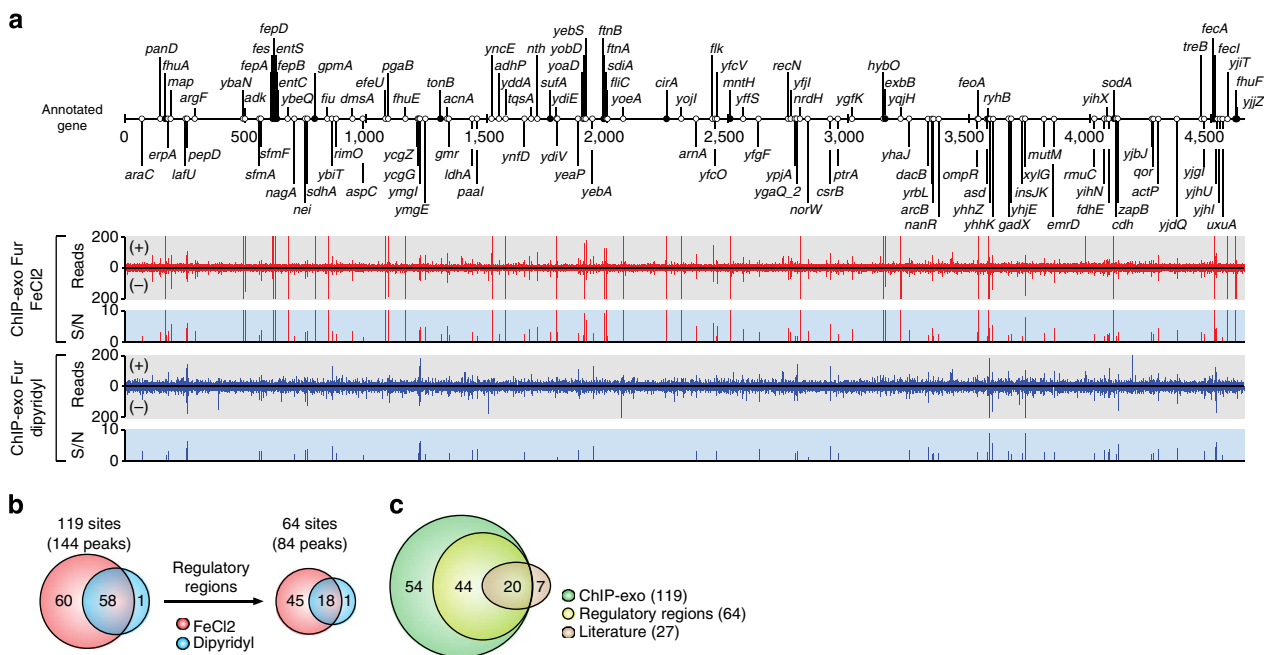 a
fecA
fepD
yebS ftnB
treB
panD
fes entS
yncE nth yobD ftnA
flk
recN
hybO
sodA
fecI
fhuA
fepA fepB
pgaB
adhP yoaD sdiA
yfcV
yfjI
exbB
feoA
yjiT
map
ybaN entC gpmA
efeU
tonB
yddA sufA fliC
cirA
mntH
nrdH
yqjH
ryhB
yihX
fhuF
argF
adk ybeQ fiu dmsA fhuE acnA tqsA ydiE yoeA yojI yffS ygfK
yjjZ
Annotated
gene
0 500 1,000 1,500 2,000 2,500 3,000 3,500 4,000 4,500
erpA pepD sfmF rimO ycgZ gmr ynfD ydiV arnA yfgF yhaJ mutM yjbJ
araC lafU sfmA ybiT aspC ycgG ldhA yeaP yfcO ypjA ptrA dacB ompR xylG rmuC qor yjgI
nagA sdhA ymgI paaI yebA ygaQ_2 csrB yrbL asd insJK yihN actP yjhU
nei ymgE norW arcB yhhZ yhjE fdhE zapB yjhI
nanR yhhK gadX emrD cdh yjdQ uxuA
ChIP-exo Fur
FeCl2
Reads
200
(+)
0
(–)
200
S/N
10
0
ChIP-exo Fur
dipyridyl
Reads
200
(+)
0
(–)
200
S/N
10
0
b
119 sites
(144 peaks)
60 58 1
Regulatory
regions
FeCl2
Dipyridyl
64 sites
(84 peaks)
45 18 1
c
54 44 20 7
ChIP-exo (119)
Regulatory regions (64)
Literature (27)